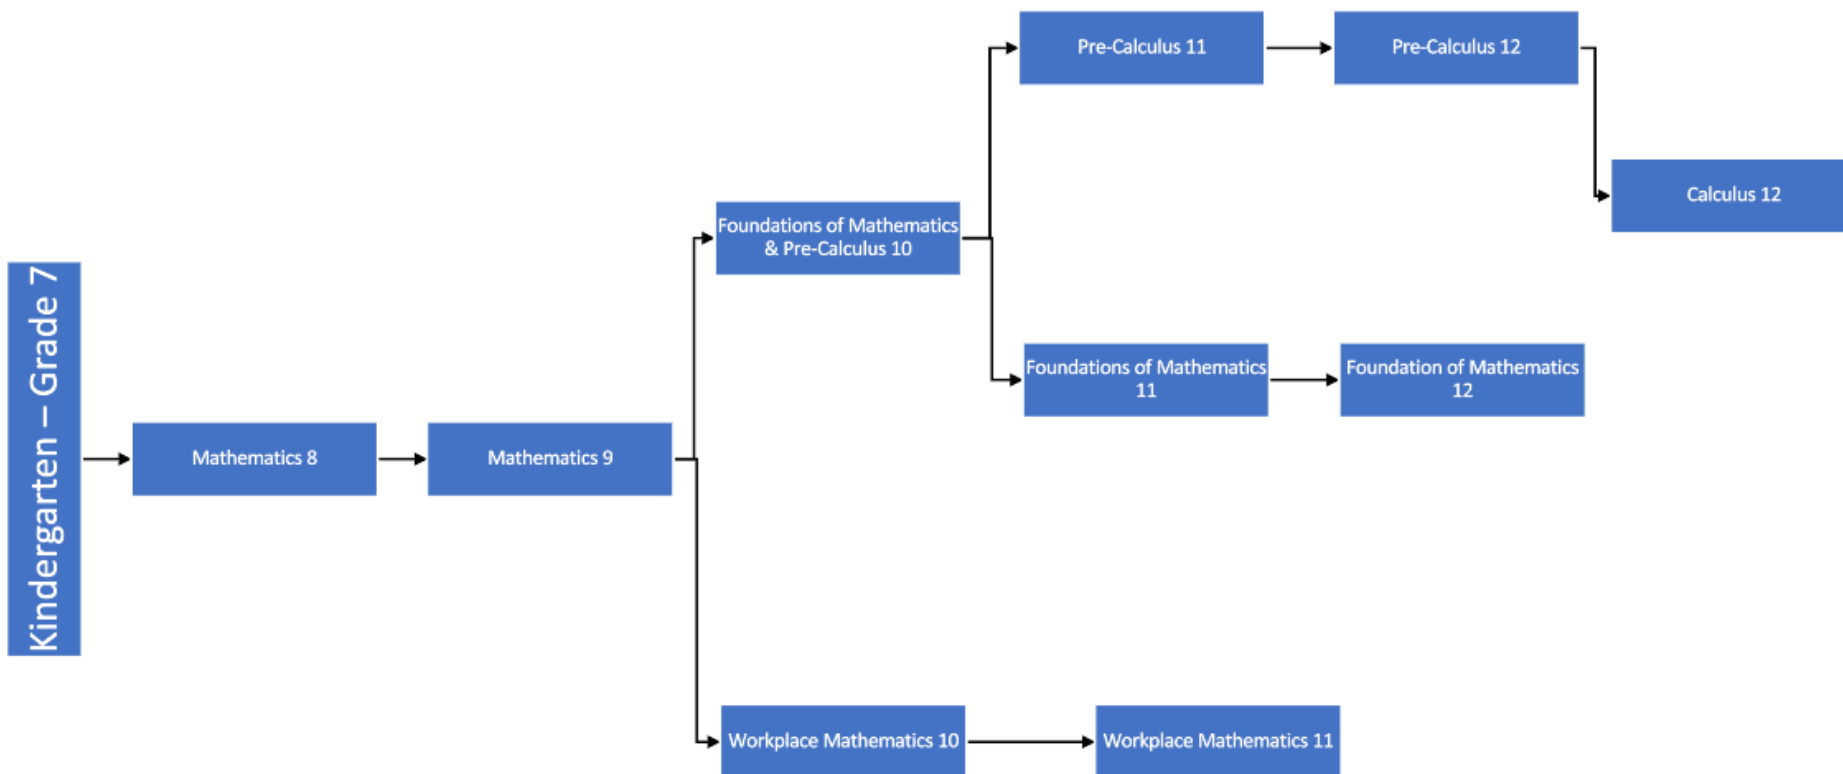 Kindergarten – Grade 7
Mathematics 8
Mathematics 9
Foundations of Mathematics
& Pre-Calculus 10
Pre-Calculus 11
Pre-Calculus 12
Calculus 12
Foundations of Mathematics
11
Foundation of Mathematics
12
Workplace Mathematics 10
Workplace Mathematics 11